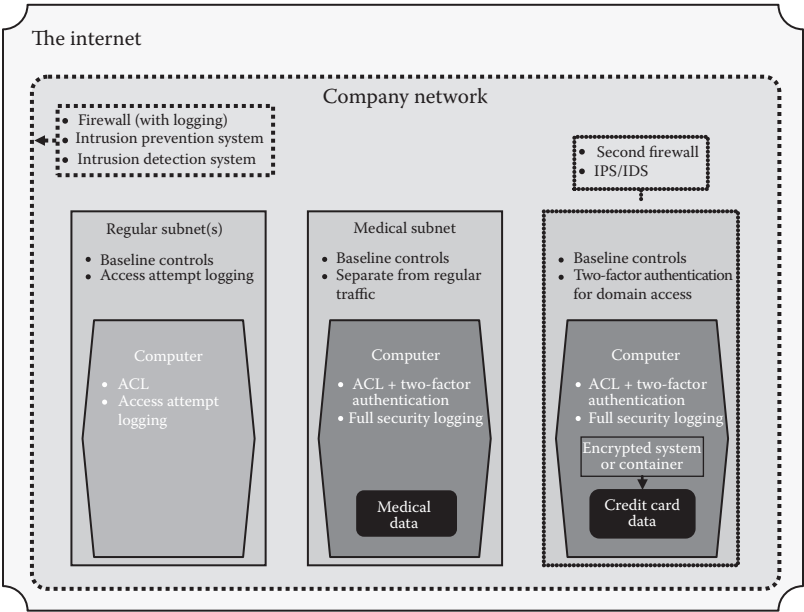 The internet
Company network
• Firewall (with logging)
• Intrusion prevention system
• Intrusion detection system
• Second firewall
• IPS/IDS
Regular subnet(s)
• Baseline controls
• Access attempt logging
Computer
• ACL
• Access attempt
logging
Medical subnet
• Baseline controls
• Separate from regular
traffic
Computer
• ACL + two-factor
authentication
• Full security logging
Medical
data
• Baseline controls
• Two-factor authentication
for domain access
Computer
• ACL + two-factor
authentication
• Full security logging
Encrypted system
or container
Credit card
data